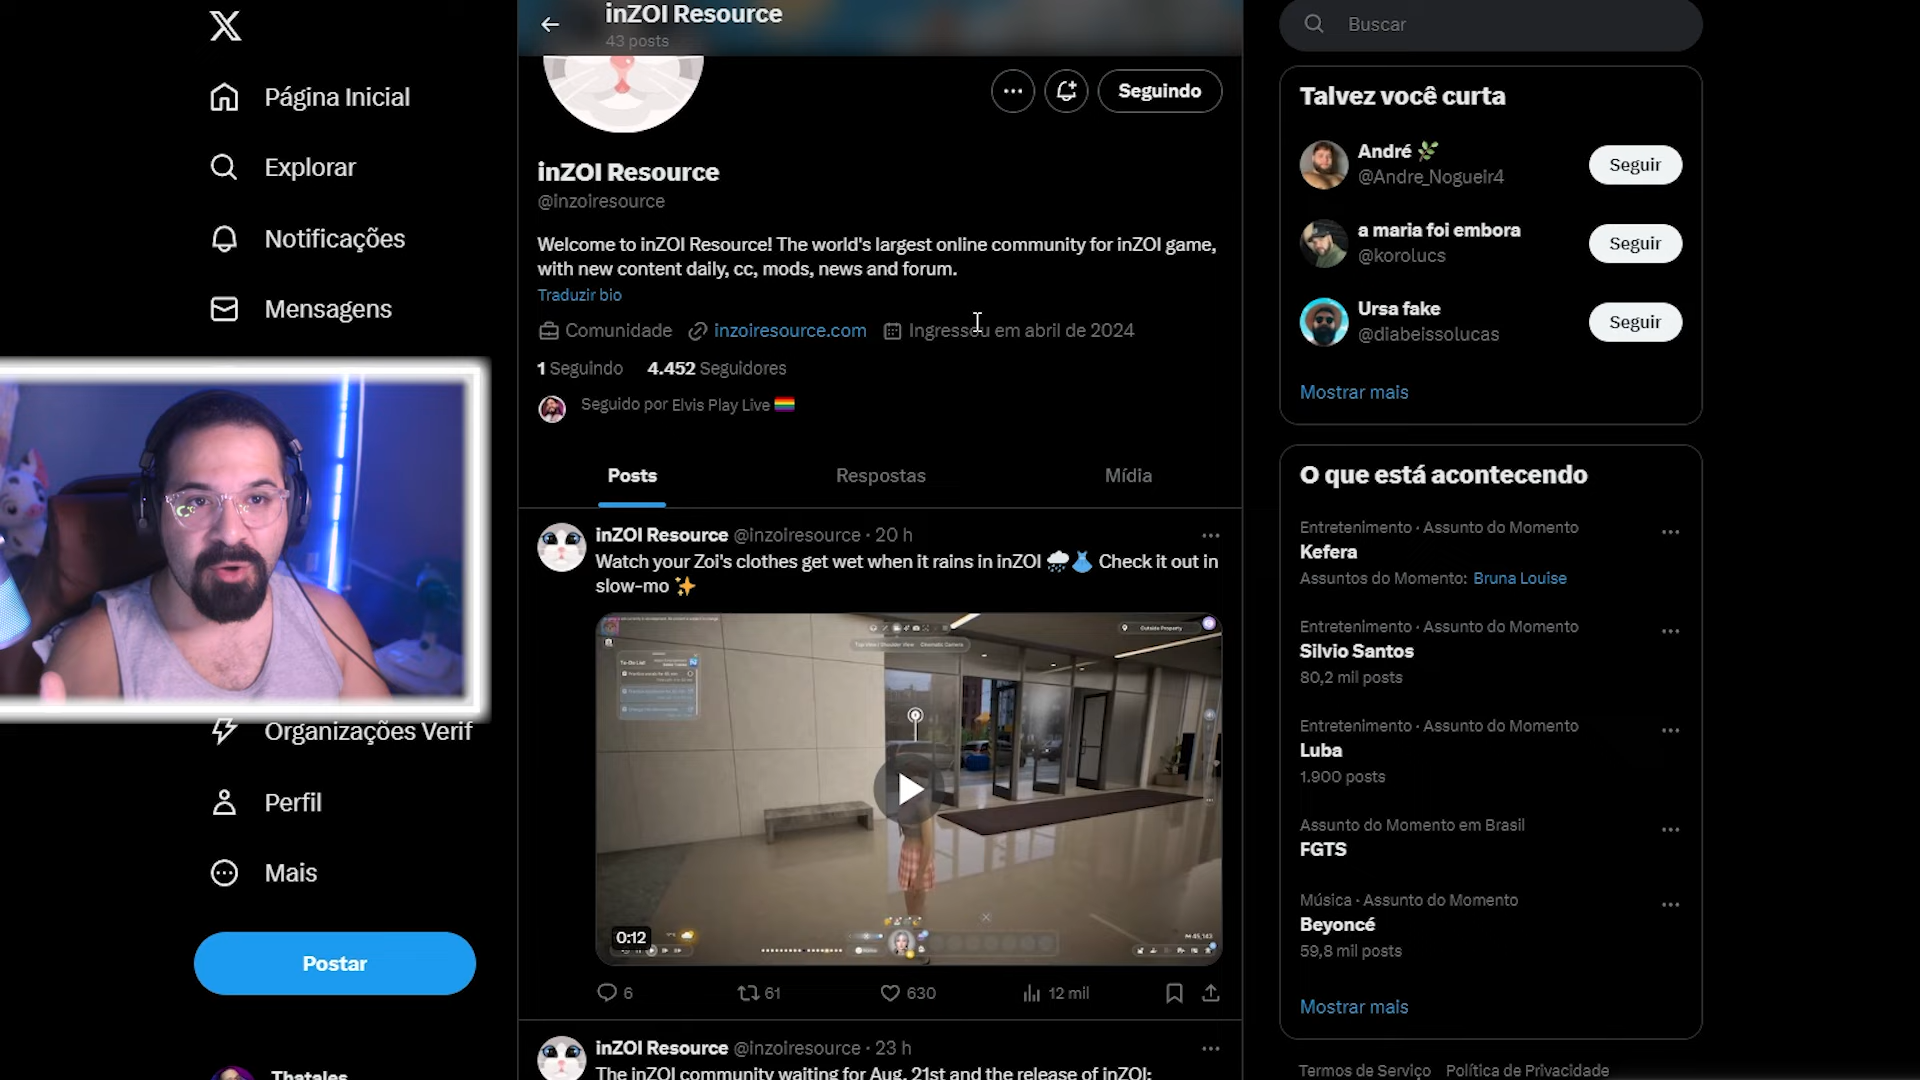 Página Inicial
Explorar
Notificações
Mensagens
Organizações Verif
Perfil
Mais
Postar
Thatales
inZOI Resource
43 posts
Seguindo
inZOI Resource
@inzoiresource
Welcome to inZOI Resource! The world's largest online community for inZOI game,
with new content daily, cc, mods, news and forum.
Traduzir bio
Comunidade inzoiresource.com Ingressou em abril de 2024
1 Seguindo 4.452 Seguidores
Seguido por Elvis Play Live 🏳️‍🌈
Posts Respostas Mídia
inZOI Resource @inzoiresource · 20 h
Watch your Zoi's clothes get wet when it rains in inZOI 🌧️👗 Check it out in
slow-mo ✨
To-Do List
Outside Property
0:12
6 61 630 12 mil
inZOI Resource @inzoiresource · 23 h
The inZOI community waiting for Aug. 21st and the release of inZOI:
Buscar
Talvez você curta
André 🌿
@Andre_Nogueir4
Seguir
a maria foi embora
@korolucs
Seguir
Ursa fake
@diabeissolucas
Seguir
Mostrar mais
O que está acontecendo
Entretenimento · Assunto do Momento
Kefera
Assuntos do Momento: Bruna Louise
Entretenimento · Assunto do Momento
Silvio Santos
80,2 mil posts
Entretenimento · Assunto do Momento
Luba
1.900 posts
Assunto do Momento em Brasil
FGTS
Música · Assunto do Momento
Beyoncé
59,8 mil posts
Mostrar mais
Termos de Serviço Política de Privacidade